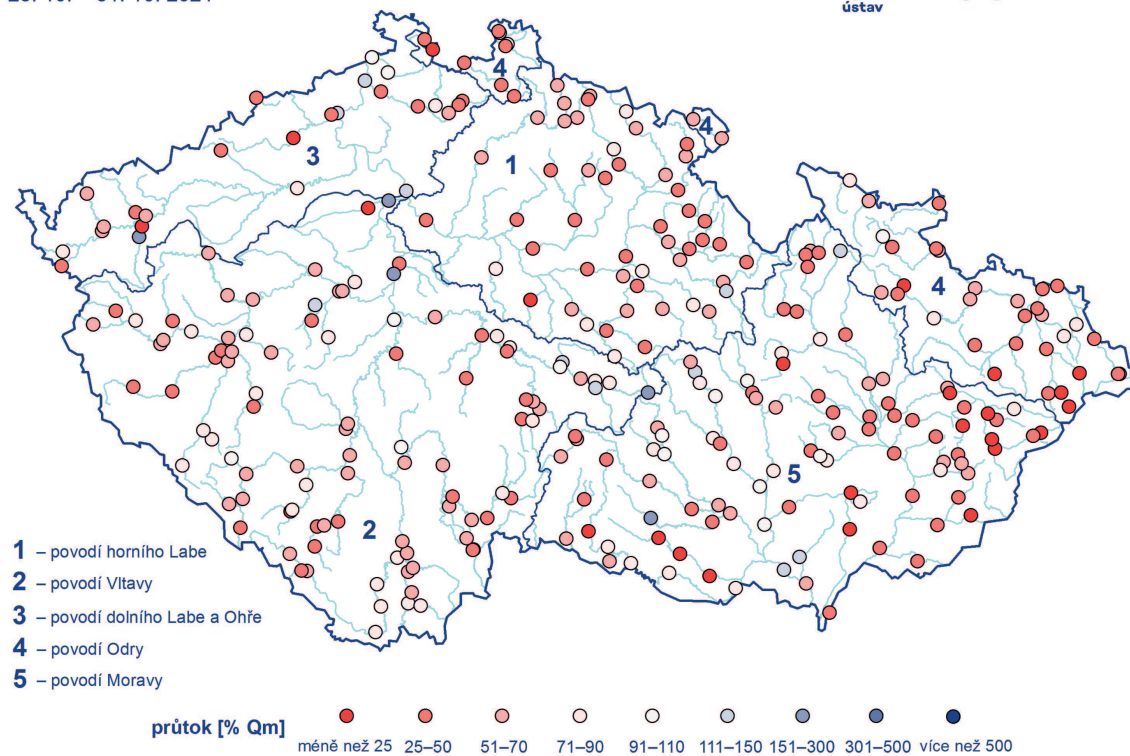 ústav
4
4
3
1
4
5
2
1 – povodí horního Labe
2 – povodí Vltavy
3 – povodí dolního Labe a Ohře
4 – povodí Odry
5 – povodí Moravy
průtok [% Qm]
méně než 25 25–50 51–70 71–90 91–110 111–150 151–300 301–500 více než 500